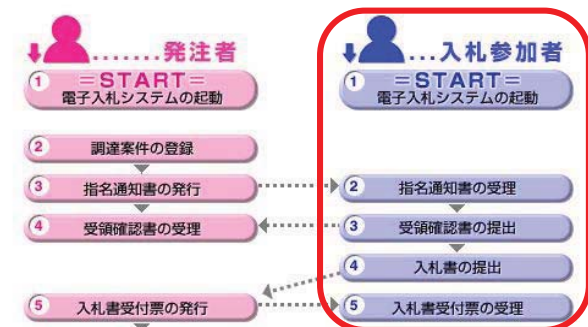 .......発注者
① =START=
電子入札システムの起動
② 調達案件の登録
③ 指名通知書の発行
④ 受領確認書の受理
⑤ 入札書受付票の発行
...入札参加者
① =START=
電子入札システムの起動
② 指名通知書の受理
③ 受領確認書の提出
④ 入札書の提出
⑤ 入札書受付票の受理